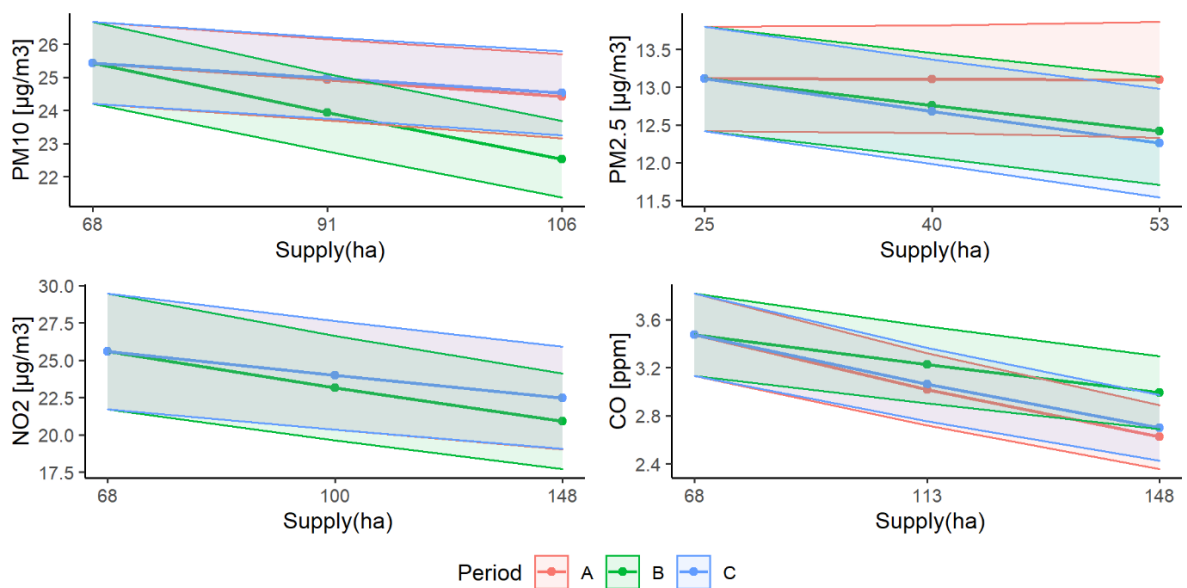 PM10 [µg/m3]
26
25
24
23
22
68 91 106
Supply(ha)
PM2.5 [µg/m3]
13.5
13.0
12.5
12.0
11.5
25 40 53
Supply(ha)
NO2 [µg/m3]
30.0
27.5
25.0
22.5
20.0
17.5
68 100 148
Supply(ha)
CO [ppm]
3.6
3.2
2.8
2.4
68 113 148
Supply(ha)
Period A B C